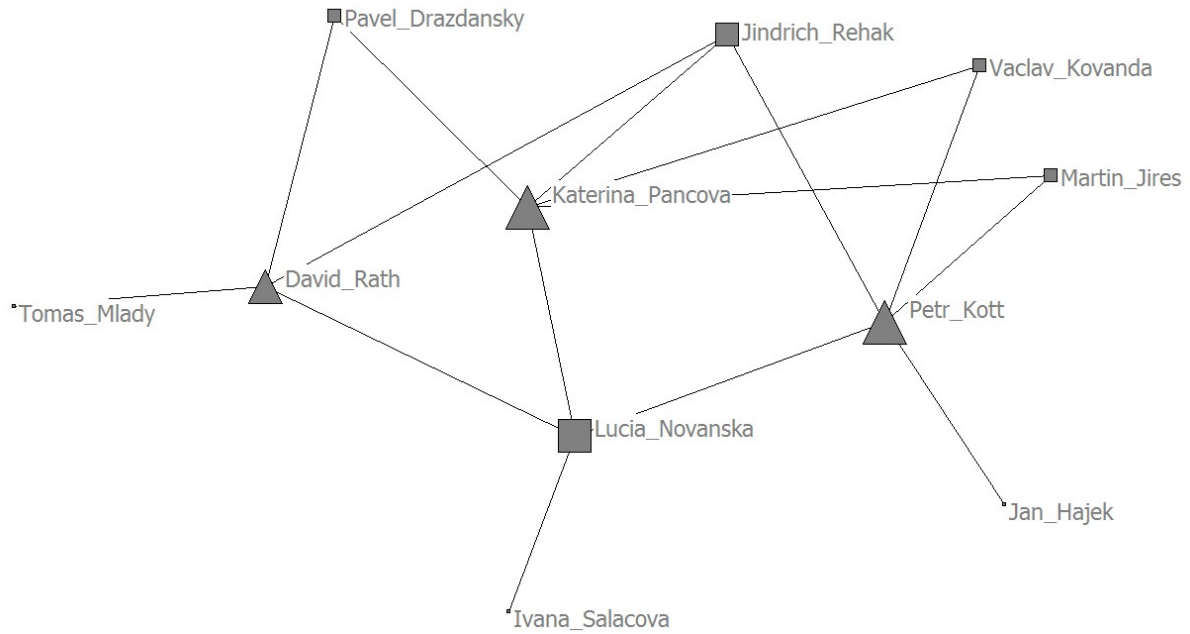 Pavel_Drazdansky
Jindrich_Rehak
Vaclav_Kovanda
Martin_Jires
Katerina_Pancova
David_Rath
Tomas_Mlady
Petr_Kott
Lucia_Novanska
Jan_Hajek
Ivana_Salacova